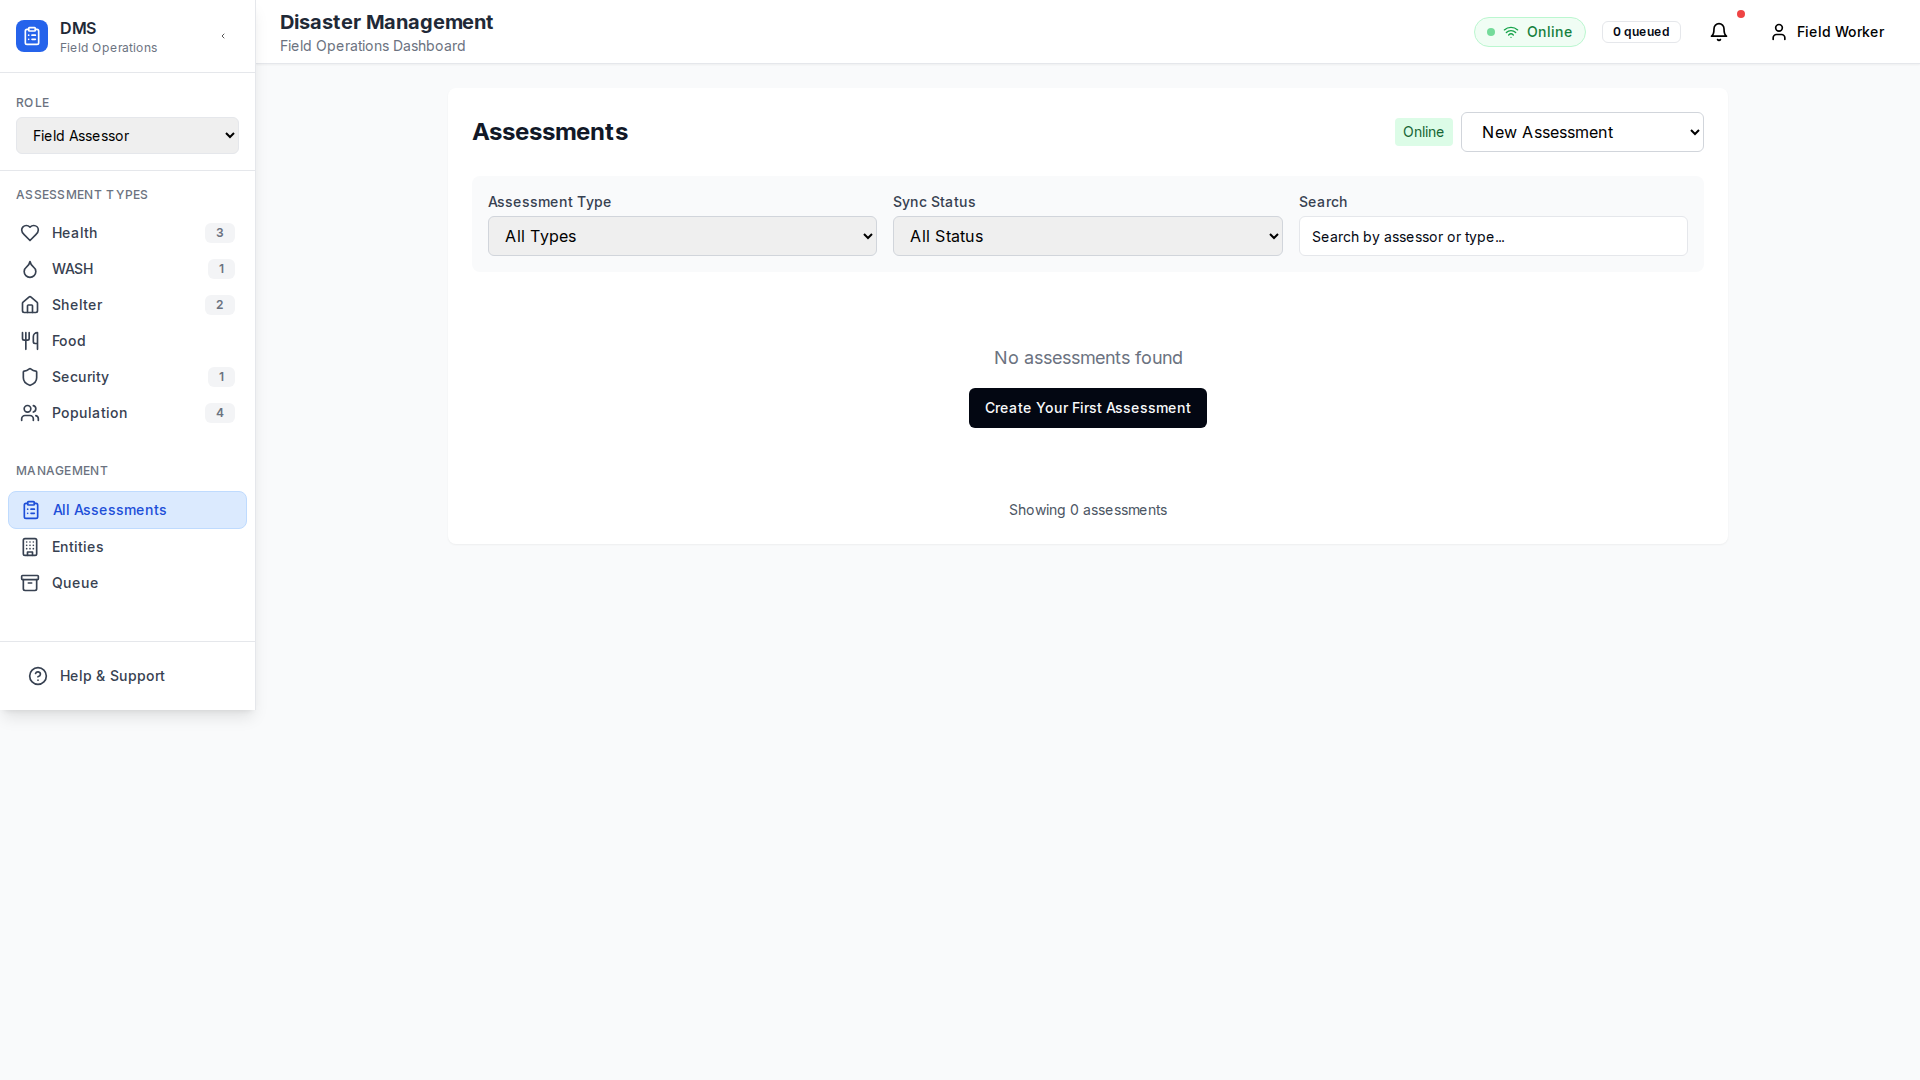 DMS
Field Operations
ROLE
Field Assessor
ASSESSMENT TYPES
Health 3
WASH 1
Shelter 2
Food
Security 1
Population 4
MANAGEMENT
All Assessments
Entities
Queue
Help & Support
Disaster Management
Field Operations Dashboard
Online
0 queued
Field Worker
Assessments
Online
New Assessment
Assessment Type
All Types
Sync Status
All Status
Search
Search by assessor or type...
No assessments found
Create Your First Assessment
Showing 0 assessments